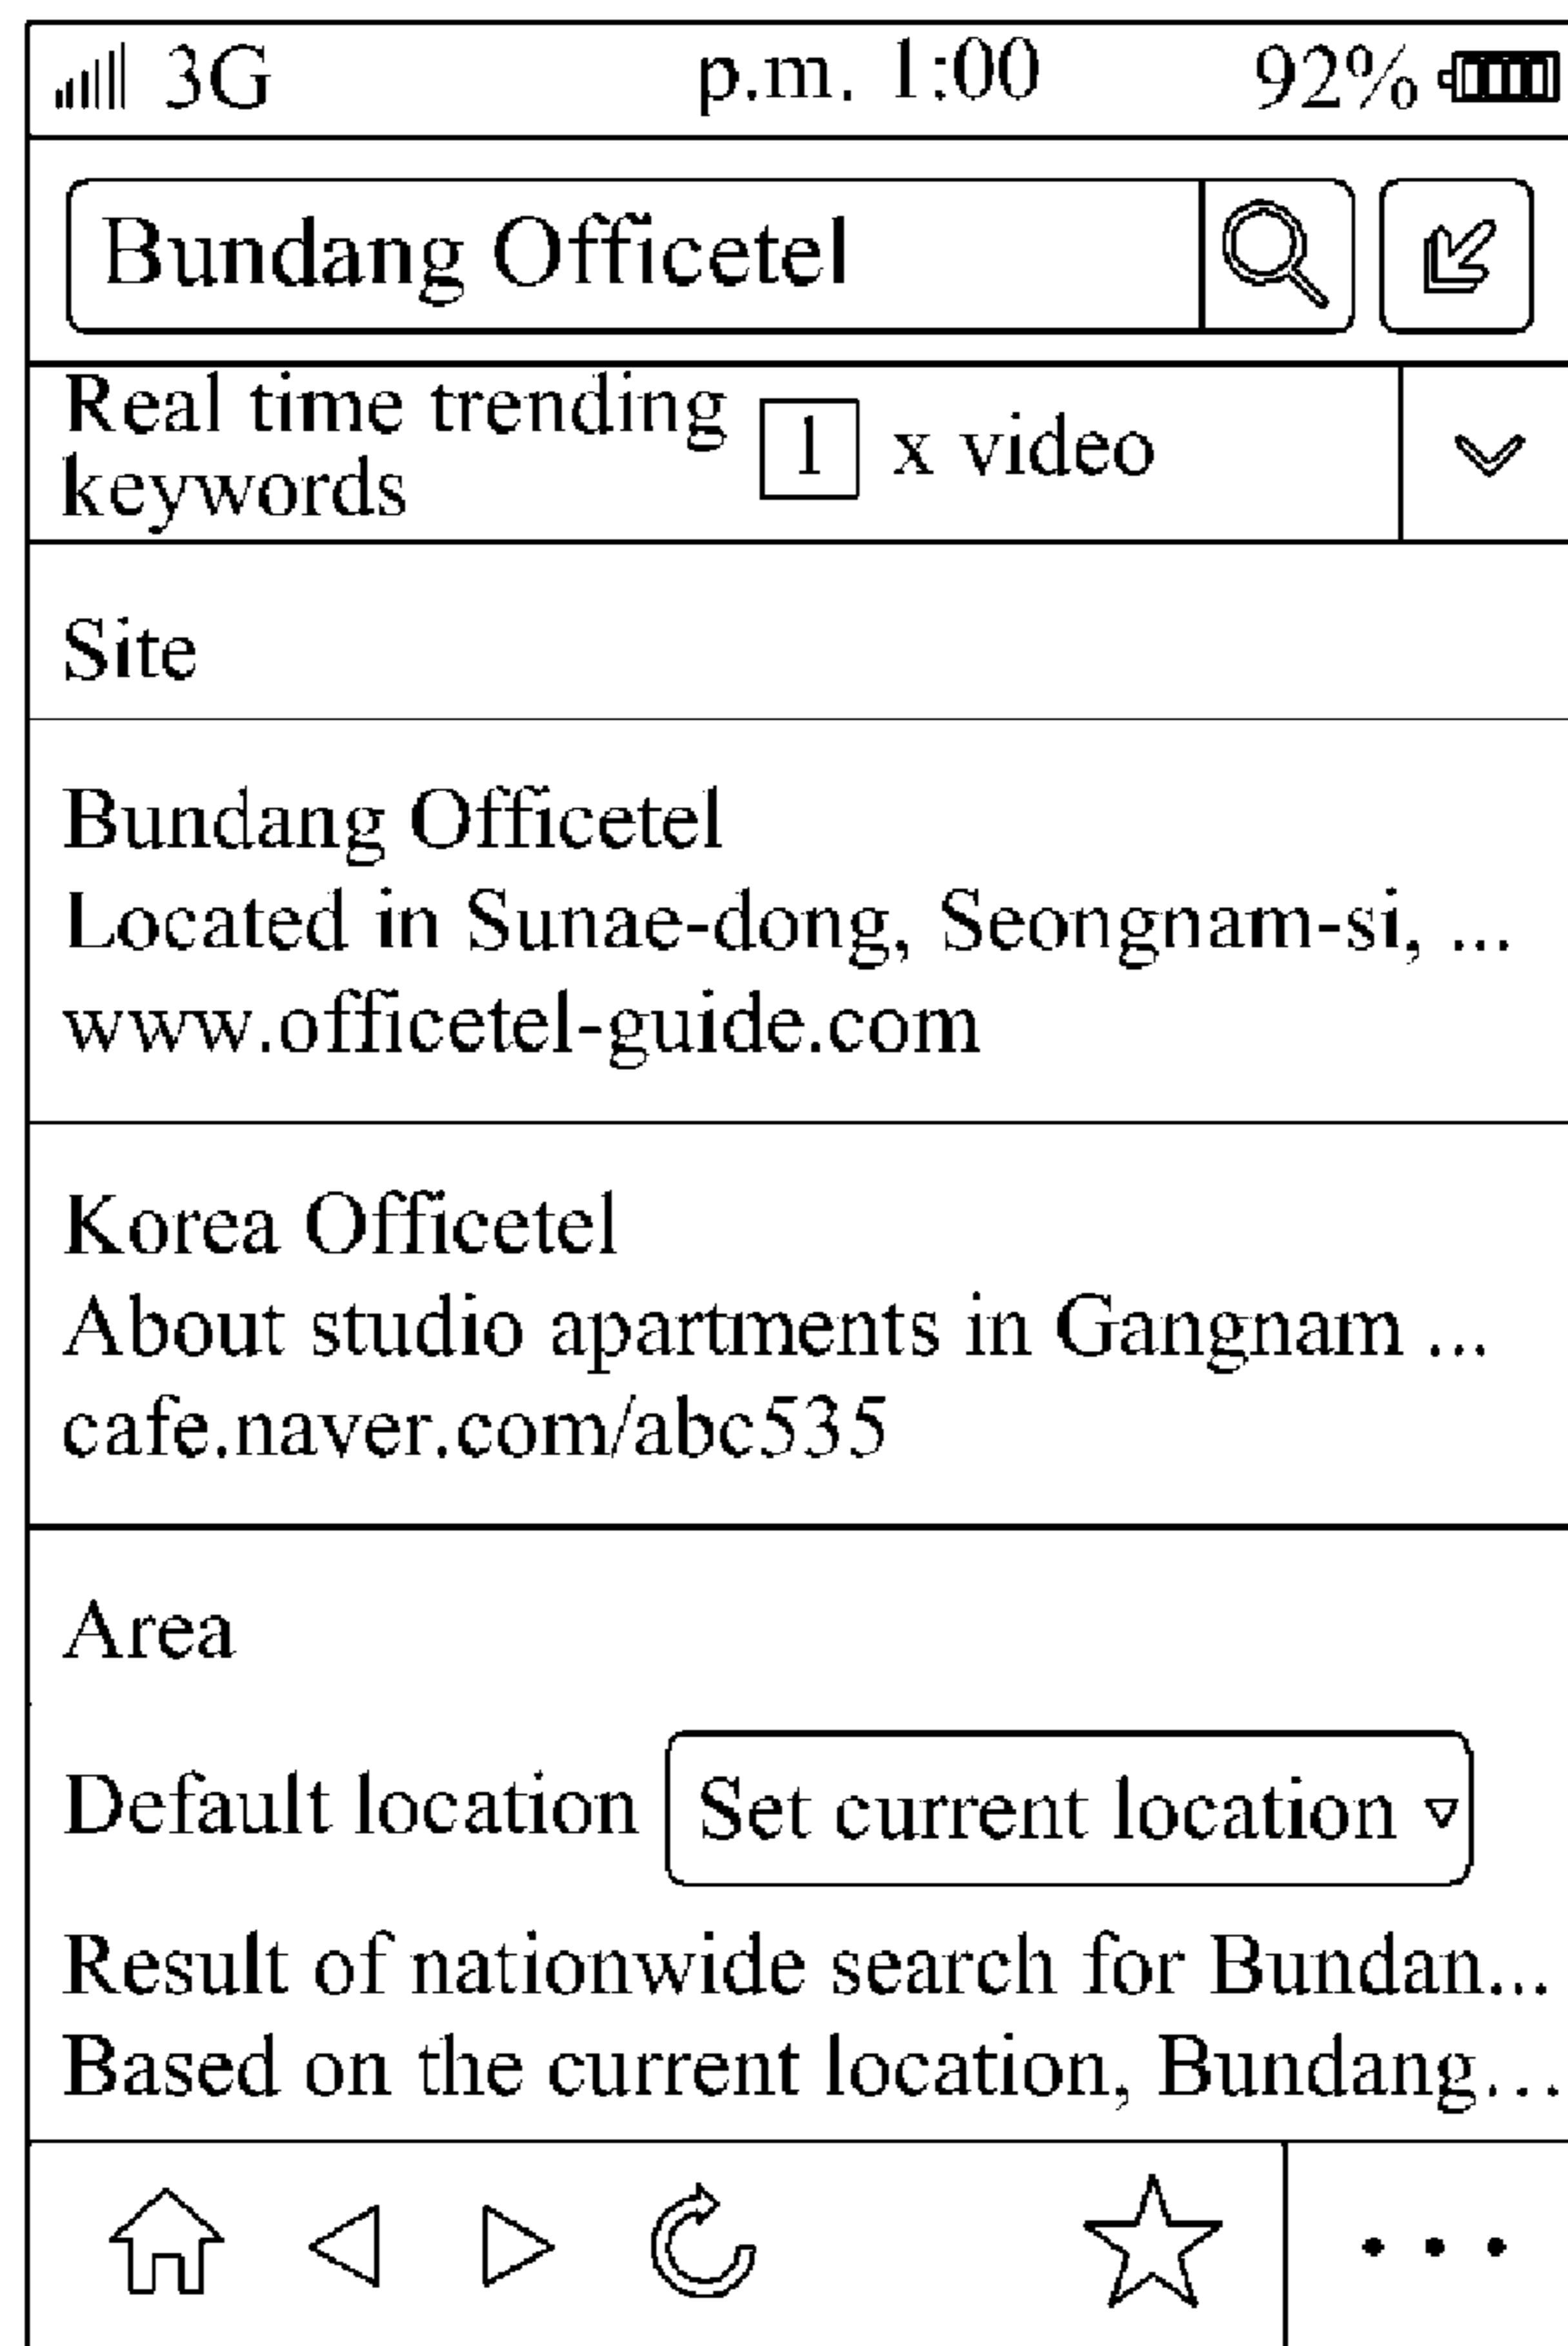 3G p.m. 1:00 92%
Bundang Officetel
Real time trending
keywords
1 x video
Site
Bundang Officetel
Located in Sunae-dong, Seongnam-si, ...
www.officetel-guide.com
Korea Officetel
About studio apartments in Gangnam ...
cafe.naver.com/abc535
Area
Default location Set current location
Result of nationwide search for Bundan...
Based on the current location, Bundang...